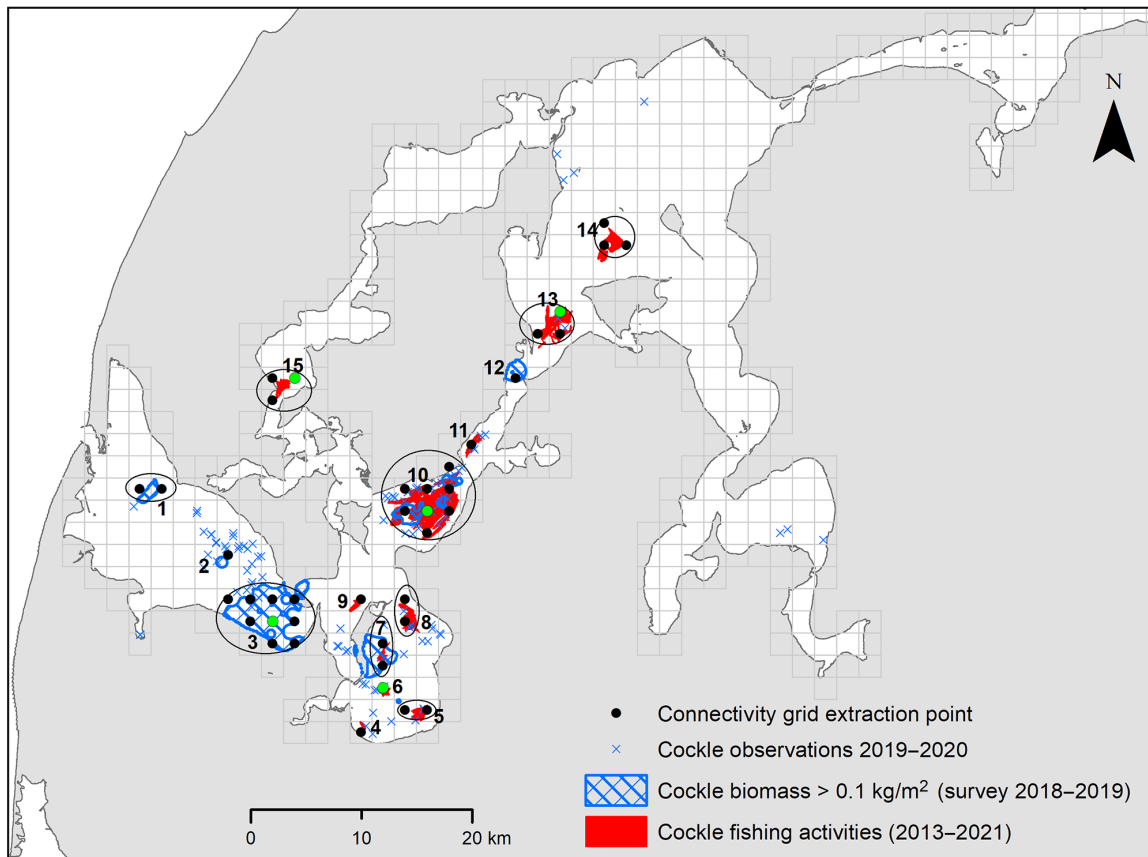 N
14
13
12
15
11
10
1
2
9
8
7
3
6
5
4
Connectivity grid extraction point
Cockle observations 2019–2020
Cockle biomass > 0.1 kg/m² (survey 2018–2019)
Cockle fishing activities (2013–2021)
0 10 20 km